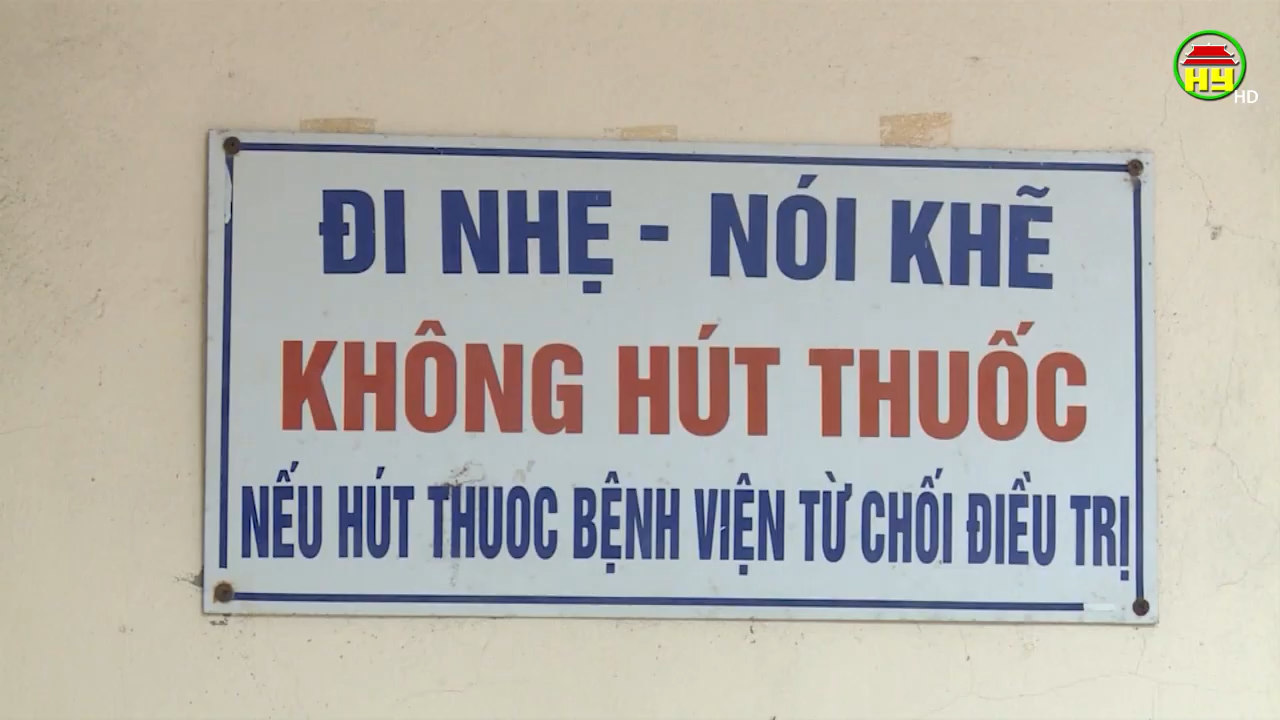 HY
HD
ĐI NHẸ - NÓI KHẼ
KHÔNG HÚT THUỐC
NẾU HÚT THUOC BỆNH VIỆN TỪ CHỐI ĐIỀU TRỊ